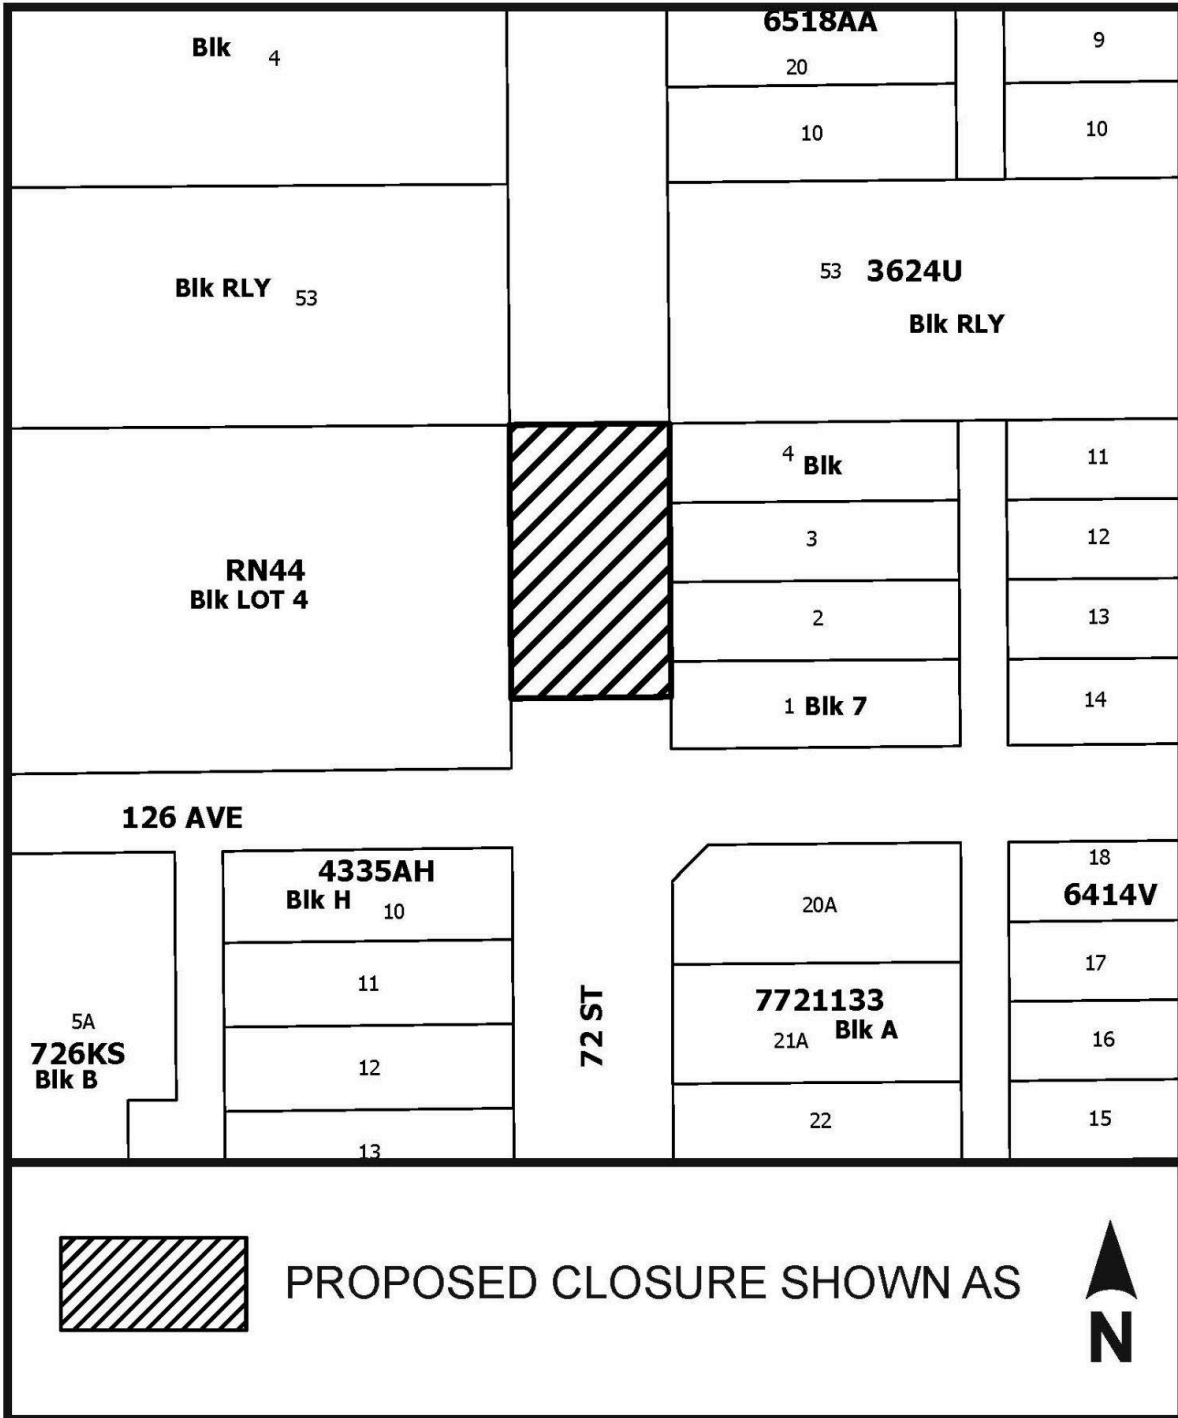 6518AA
Blk 4
20
9
10
10
Blk RLY 53
53 3624U
Blk RLY
4 Blk
11
3
12
RN44
Blk LOT 4
2
13
1 Blk 7
14
126 AVE
4335AH
Blk H 10
20A
18
6414V
11
17
7721133
21A Blk A
5A
726KS
Blk B
72 ST
12
16
22
15
13
PROPOSED CLOSURE SHOWN AS
N